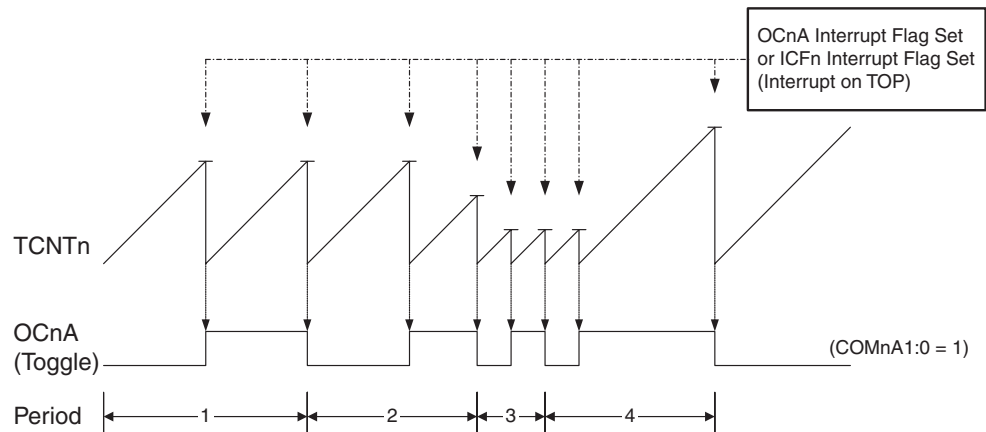 OCnA Interrupt Flag Set
or ICFn Interrupt Flag Set
(Interrupt on TOP)
TCNTn
OCnA
(Toggle)
(COMnA1:0 = 1)
Period
1
2
3
4